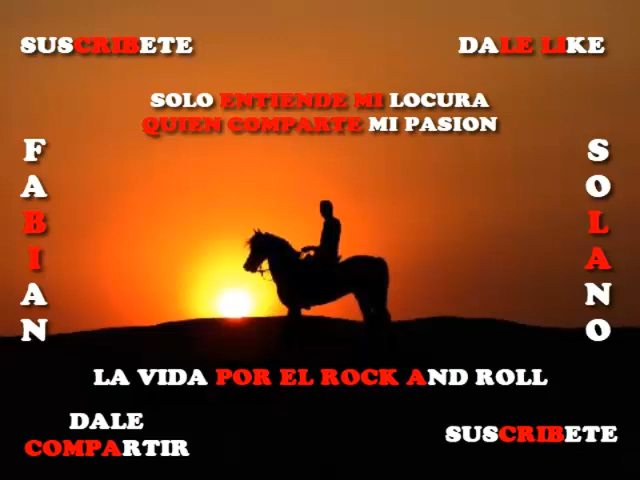 SUSCRIBETE
DALE LIKE
SOLO ENTIENDE MI LOCURA
QUIEN COMPARTE MI PASION
FABIAN
SOLANO
LA VIDA POR EL ROCK AND ROLL
DALE
COMPARTIR
SUSCRIBETE